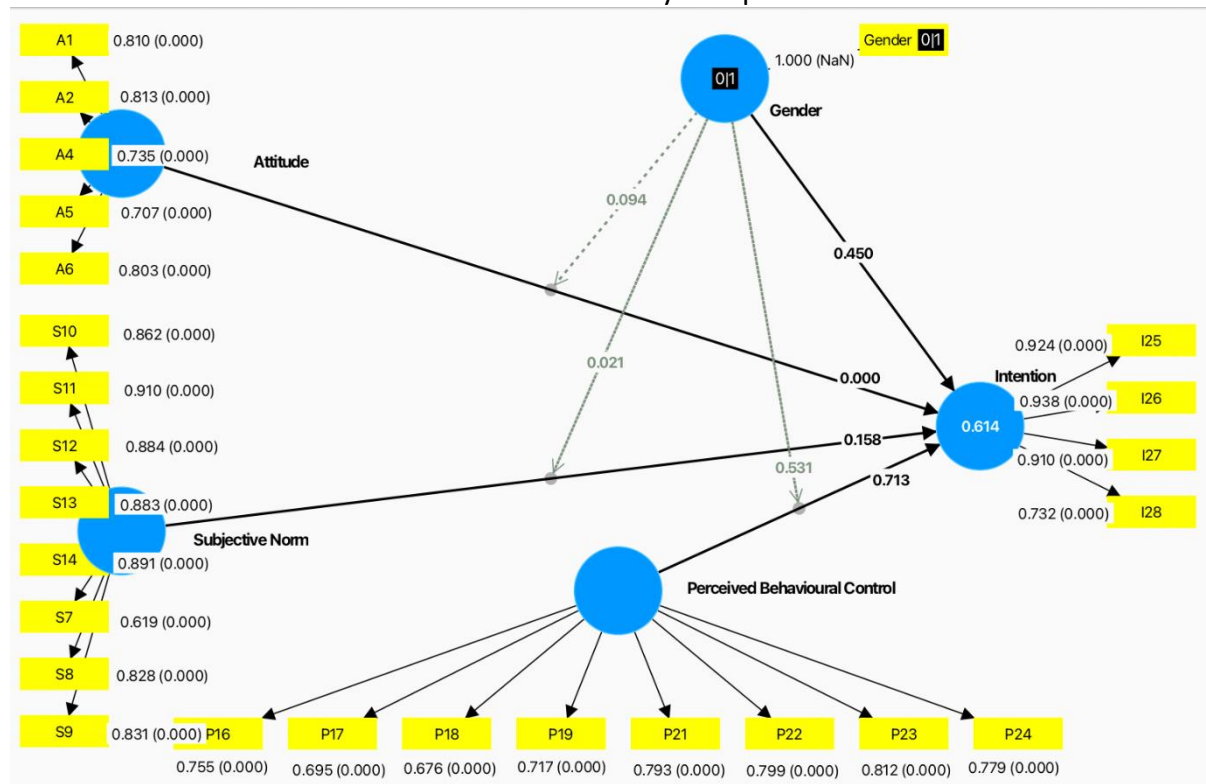 A1 0.810 (0.000)
A2 0.813 (0.000)
A4 0.735 (0.000)
Attitude
A5 0.707 (0.000)
A6 0.803 (0.000)
0|1
1.000 (NaN)
Gender 0|1
Gender
0.094
0.450
0.021
0.000
0.158
0.531
0.713
S10 0.862 (0.000)
S11 0.910 (0.000)
S12 0.884 (0.000)
S13 0.883 (0.000)
Subjective Norm
S14 0.891 (0.000)
S7 0.619 (0.000)
S8 0.828 (0.000)
S9 0.831 (0.000)
Intention
0.614
0.924 (0.000) I25
0.938 (0.000) I26
0.910 (0.000) I27
0.732 (0.000) I28
Perceived Behavioural Control
P16 P17 P18 P19 P21 P22 P23 P24
0.755 (0.000) 0.695 (0.000) 0.676 (0.000) 0.717 (0.000) 0.793 (0.000) 0.799 (0.000) 0.812 (0.000) 0.779 (0.000)